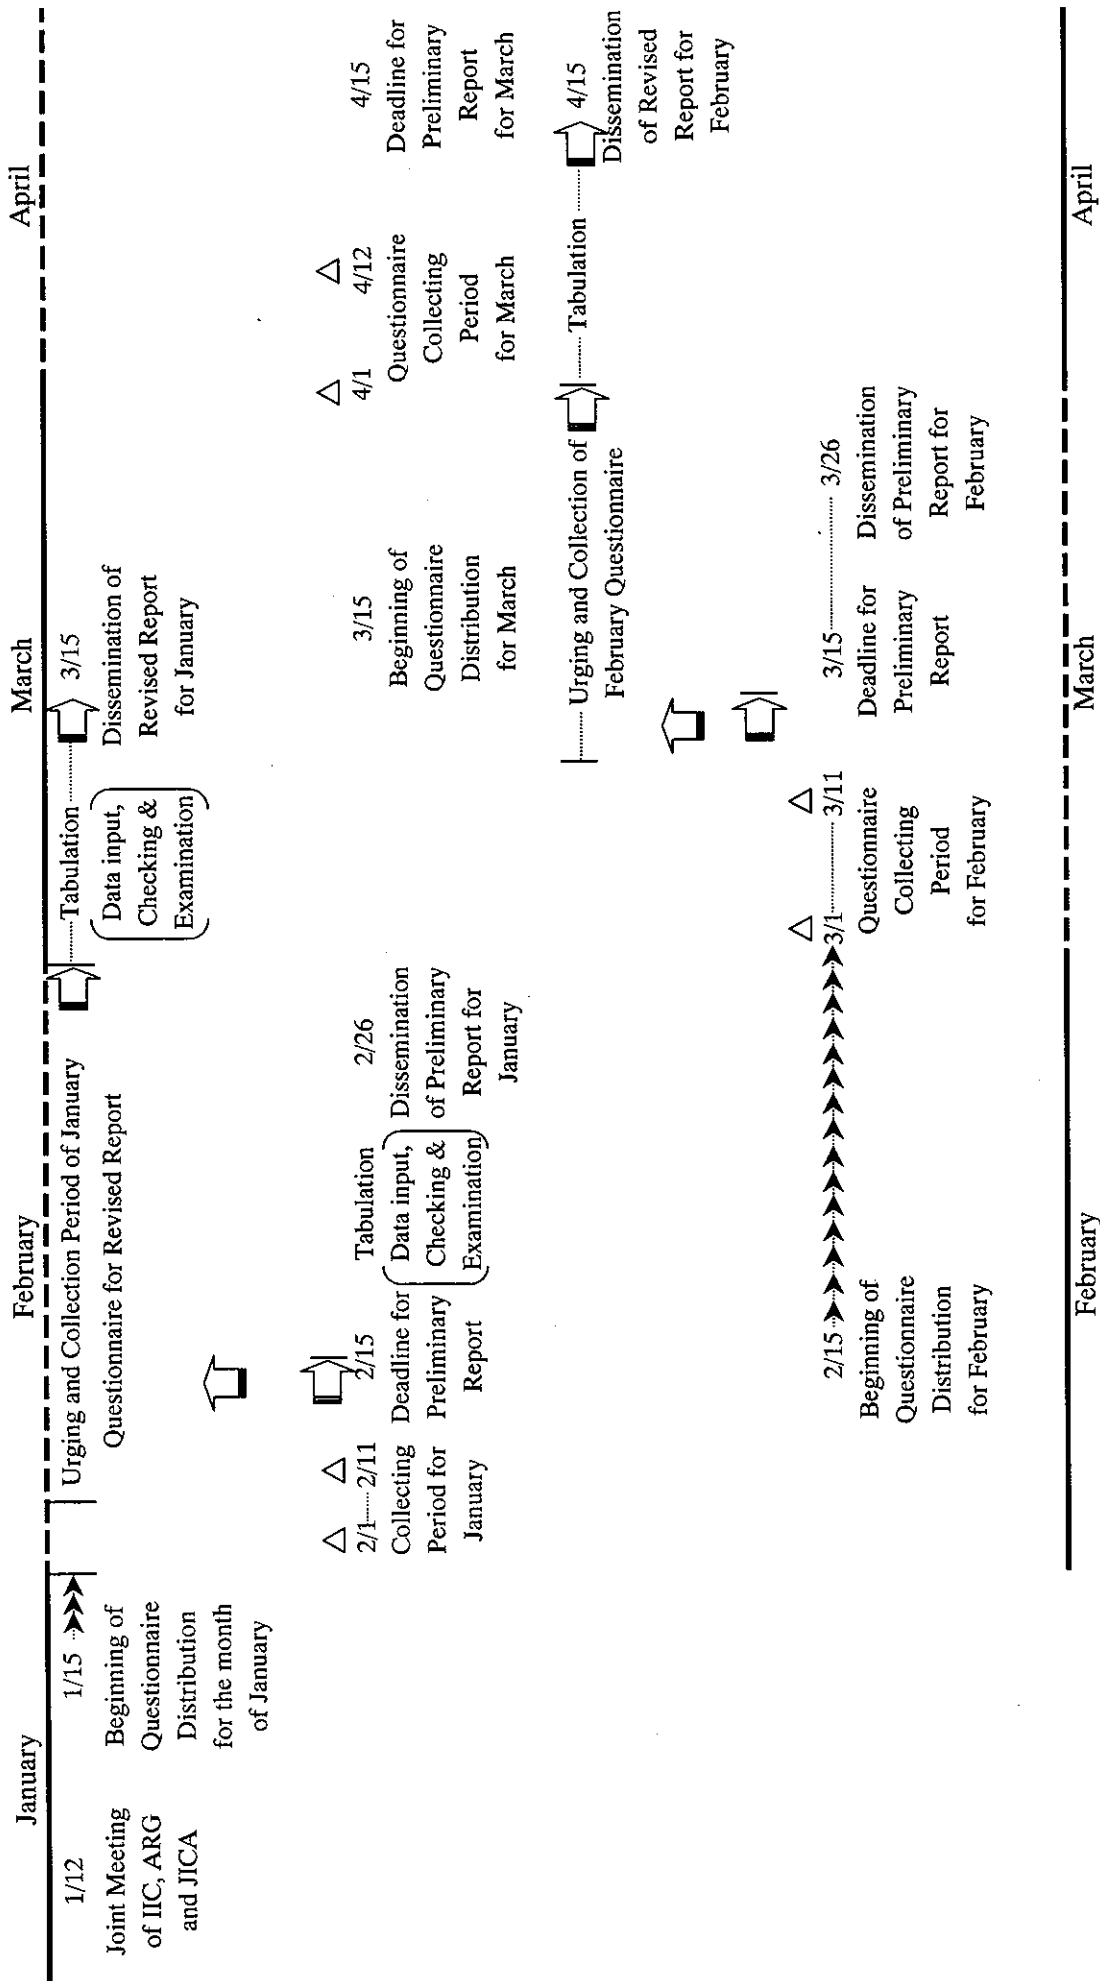 January
February
March
April
1/12
Joint Meeting
of IIC, ARG
and JICA
1/15
Beginning of
Questionnaire
Distribution
for the month
of January
Urging and Collection Period of January
Questionnaire for Revised Report
Tabulation
Data input,
Checking &
Examination
3/15
Dissemination of
Revised Report
for January
2/1 2/11
Collecting
Period for
January
2/15
Deadline for
Preliminary
Report
Tabulation
Data input,
Checking &
Examination
2/26
Dissemination
of Preliminary
Report for
January
3/15
Beginning of
Questionnaire
Distribution
for March
4/1 4/12
Questionnaire
Collecting
Period
for March
4/15
Deadline for
Preliminary
Report
for March
Urging and Collection of
February Questionnaire
Tabulation
4/15
Dissemination
of Revised
Report for
February
2/15
Beginning of
Questionnaire
Distribution
for February
3/1 3/11
Questionnaire
Collecting
Period
for February
3/15 3/26
Deadline for
Preliminary
Report
Dissemination
of Preliminary
Report for
February
February
March
April